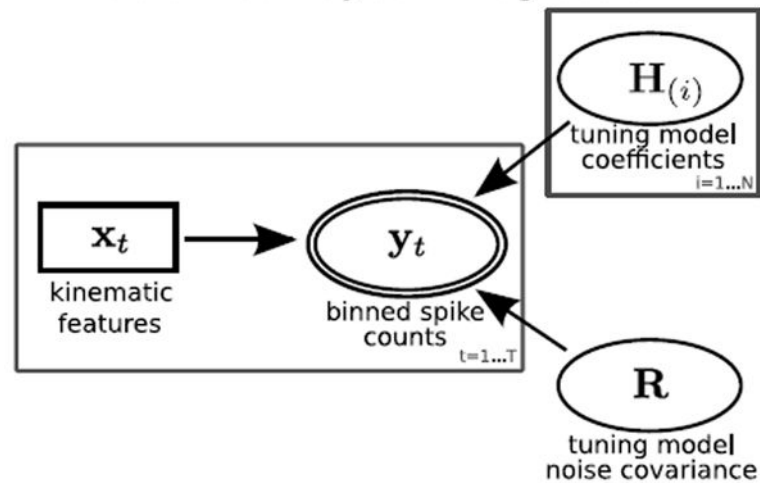 H(i)
tuning model
coefficients
i=1...N
xt
kinematic
features
yt
binned spike
counts
t=1...T
R
tuning model
noise covariance